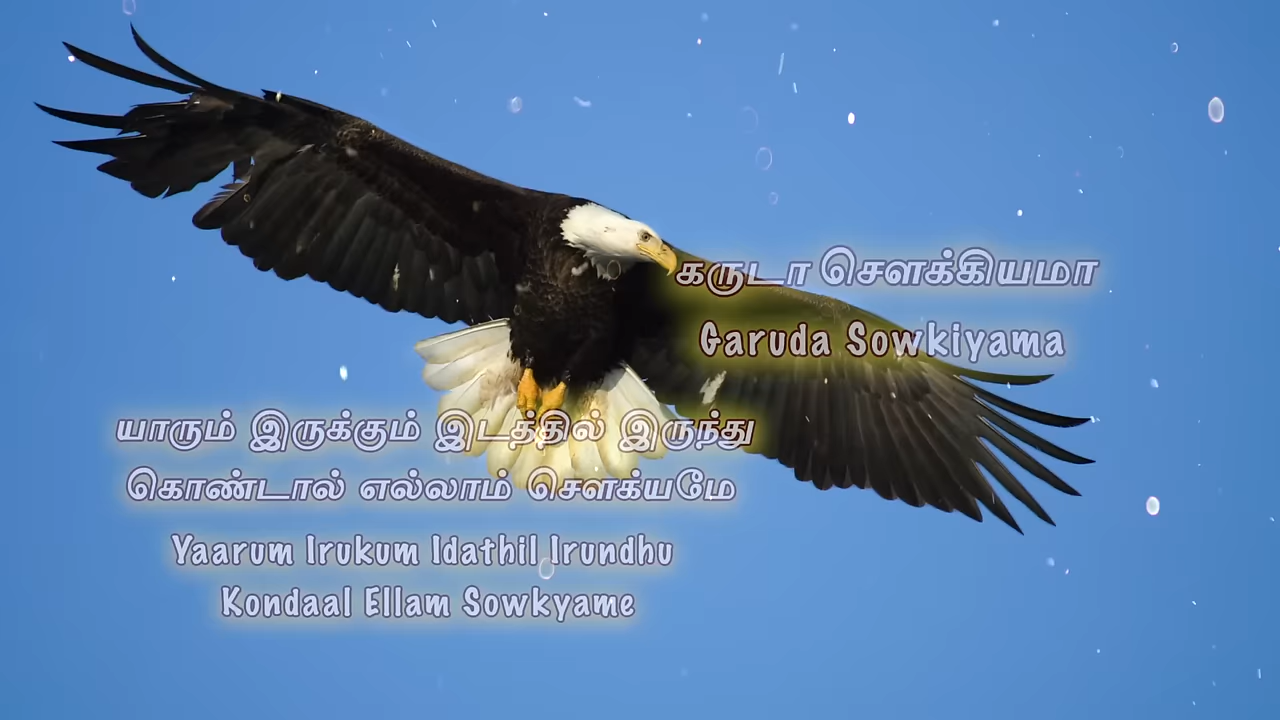 கருடா சௌக்கியமா
Garuda Sowkiyama
யாரும் இருக்கும் இடத்தில் இருந்து
கொண்டால் எல்லாம் சௌக்யமே
Yaarum Irukum Idathil Irundhu
Kondaal Ellam Sowkyame